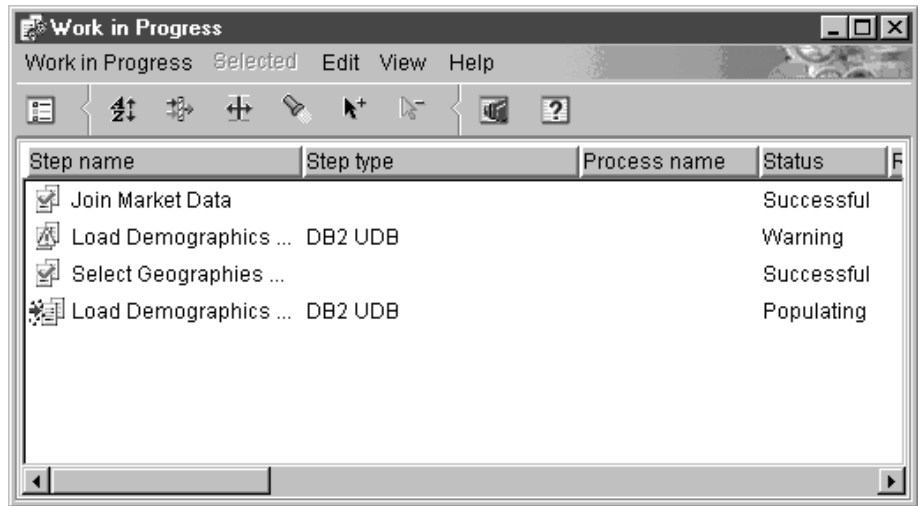 Work in Progress
Work in Progress Selected Edit View Help
Step name Step type Process name Status
Join Market Data Successful
Load Demographics ... DB2 UDB Warning
Select Geographies ... Successful
Load Demographics ... DB2 UDB Populating